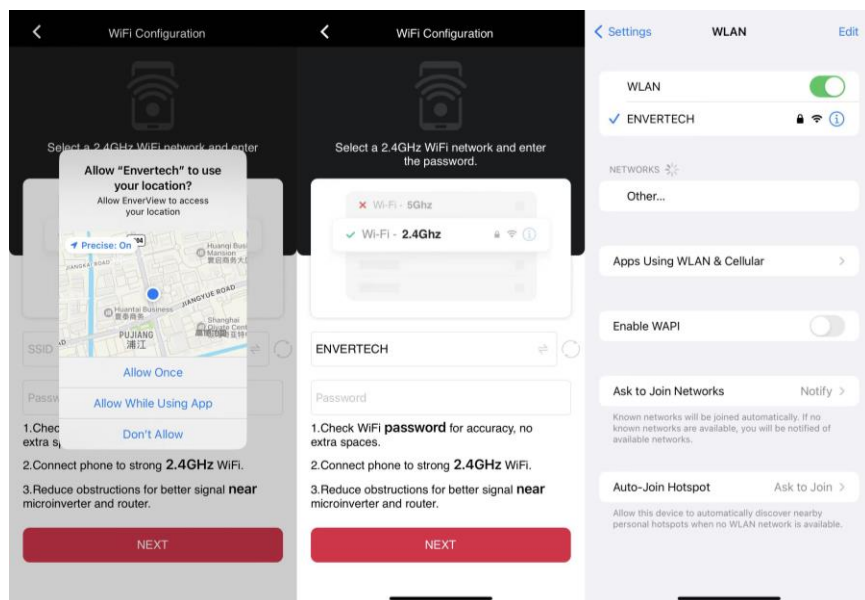 WiFi Configuration
Select a 2.4GHz WiFi network and enter
Allow “Envertech” to use
your location?
Allow EnverView to access
your location
Precise: On
JIANGYUE ROAD
Huantai Business
寰泰商务
PUJIANG
浦江
SSID
Allow Once
Allow While Using App
Don't Allow
1.Chec
extra s
2.Connect phone to strong 2.4GHz WiFi.
3.Reduce obstructions for better signal near
microinverter and router.
NEXT
WiFi Configuration
Select a 2.4GHz WiFi network and enter
the password.
Wi-Fi - 5Ghz
Wi-Fi - 2.4Ghz
ENVERTECH
Password
1.Check WiFi password for accuracy, no
extra spaces.
2.Connect phone to strong 2.4GHz WiFi.
3.Reduce obstructions for better signal near
microinverter and router.
NEXT
Settings
WLAN
Edit
WLAN
ENVERTECH
NETWORKS
Other...
Apps Using WLAN & Cellular
Enable WAPI
Ask to Join Networks
Notify
Known networks will be joined automatically. If no
known networks are available, you will be notified of
available networks.
Auto-Join Hotspot
Ask to Join
Allow this device to automatically discover nearby
personal hotspots when no WLAN network is available.